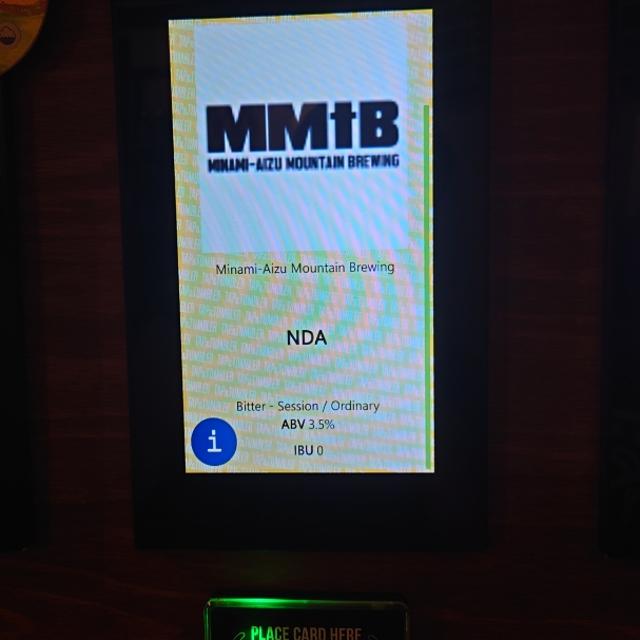 MMtB
MINAMI-AIZU MOUNTAIN BREWING
Minami-Aizu Mountain Brewing
NDA
Bitter - Session / Ordinary
ABV 3.5%
i
IBU 0
PLACE CARD HERE